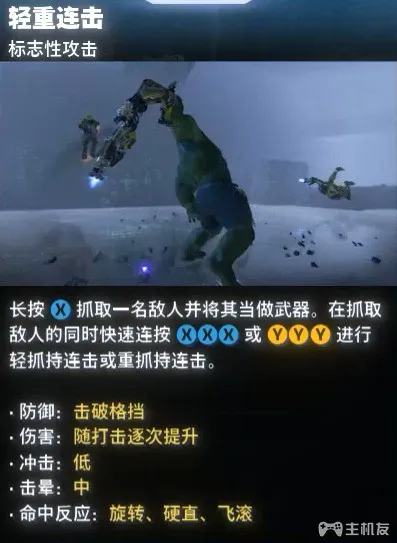 轻重连击
标志性攻击
长按 X 抓取一名敌人并将其当做武器。在抓取
敌人的同时快速连按 X X X 或 Y Y Y 进行
轻抓持连击或重抓持连击。
· 防御：击破格挡
· 伤害：随打击逐次提升
· 冲击：低
· 击晕：中
· 命中反应：旋转、硬直、飞滚
主机友